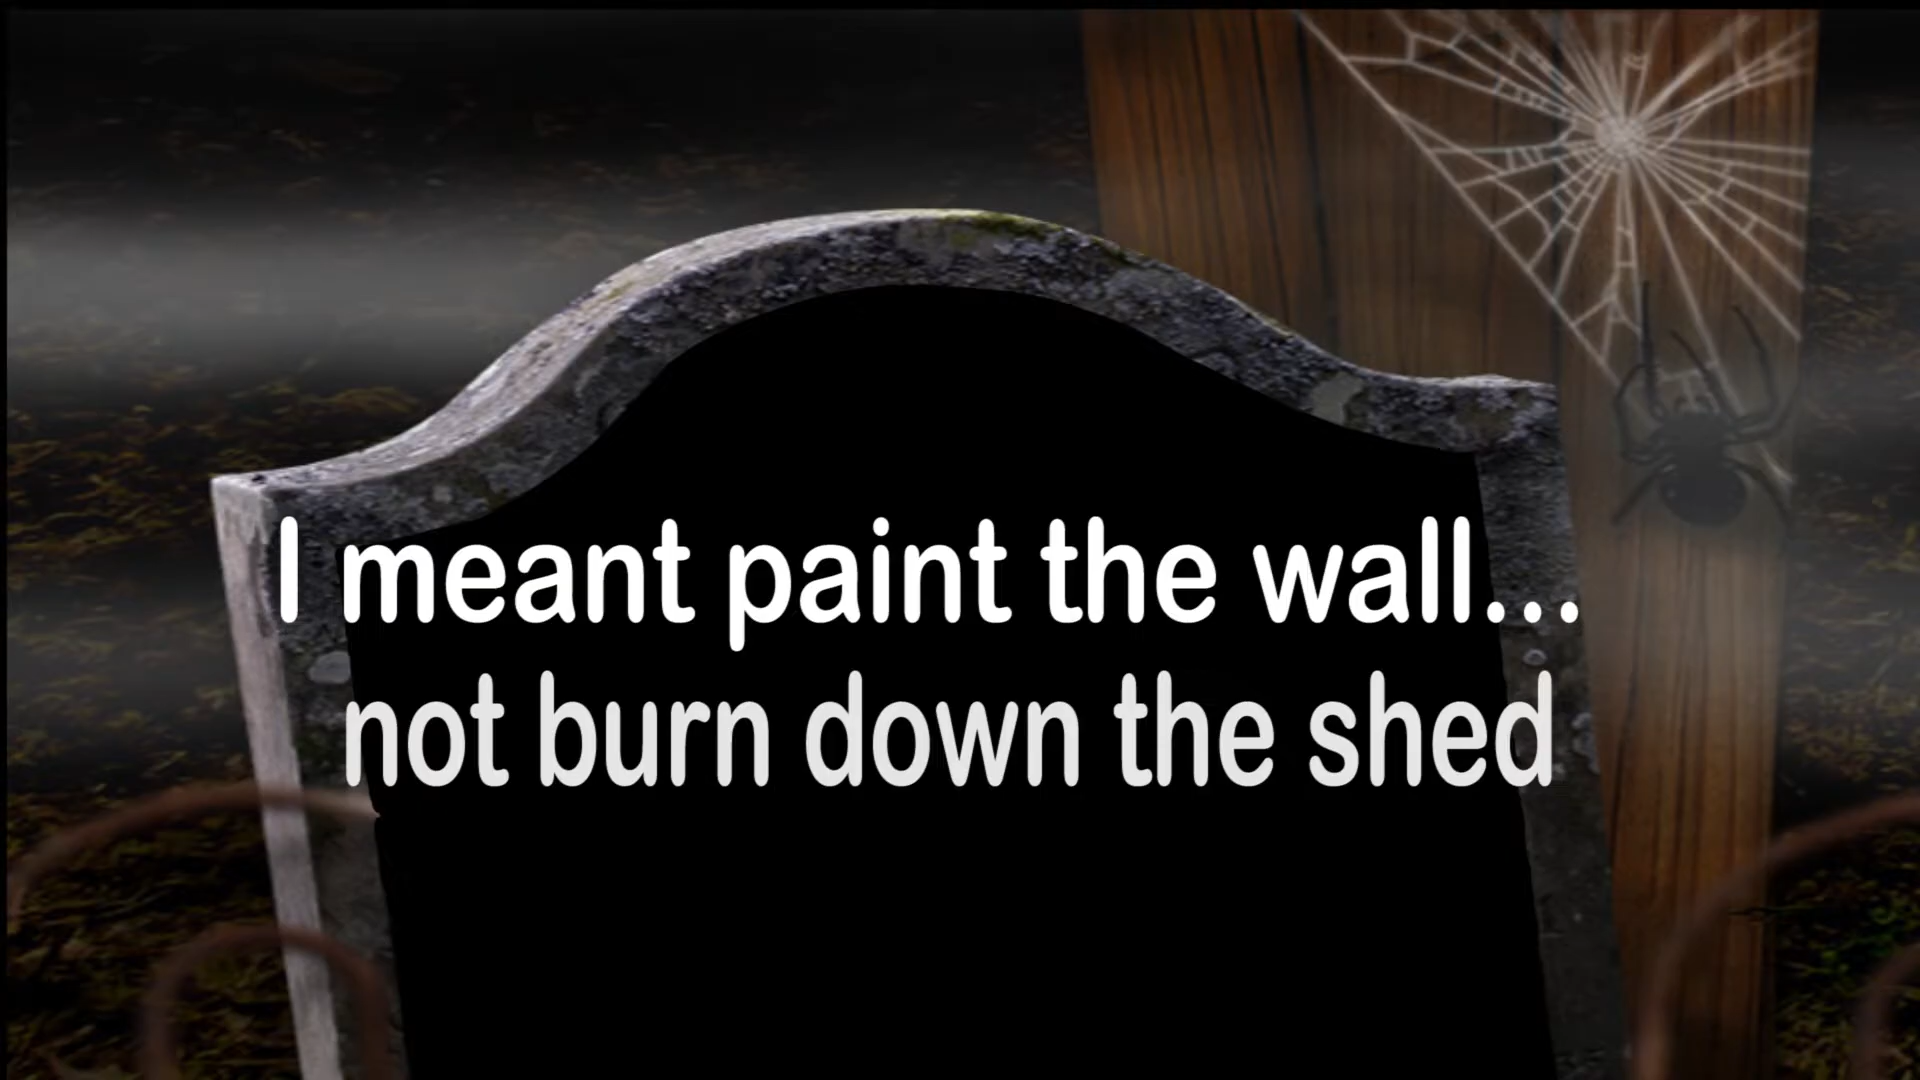 I meant paint the wall...
not burn down the shed